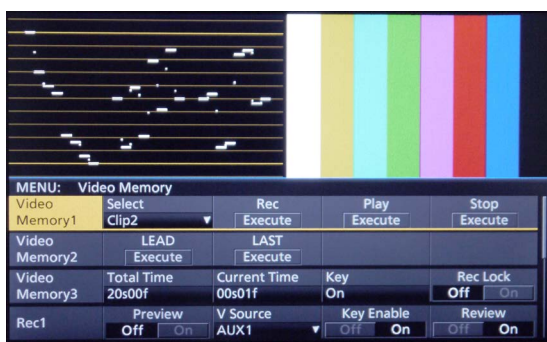 MENU: Video Memory
Video Memory1 Select Clip2 Rec Execute Play Execute Stop Execute
Video Memory2 LEAD Execute LAST Execute
Video Memory3 Total Time 20s00f Current Time 00s01f Key On Rec Lock Off On
Rec1 Preview Off On V Source AUX1 Key Enable Off On Review Off On